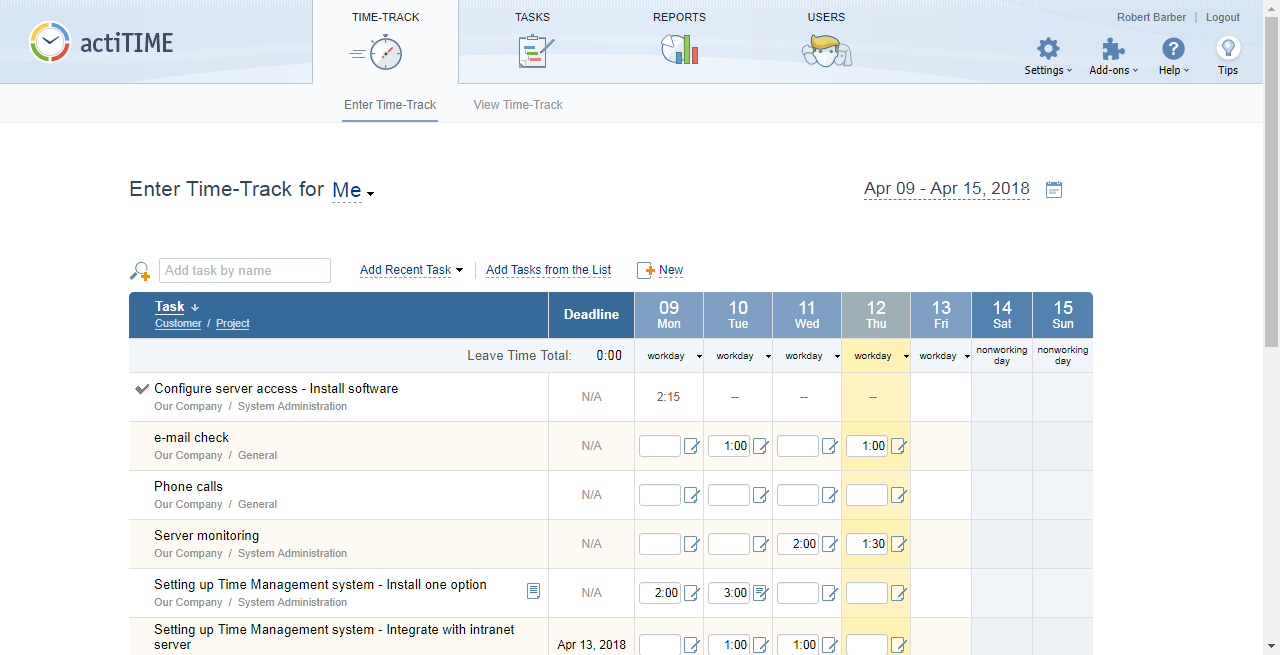 actiTIME
TIME-TRACK TASKS REPORTS USERS
Robert Barber Logout
Settings Add-ons Help Tips
Enter Time-Track View Time-Track
Enter Time-Track for Me
Apr 09 - Apr 15, 2018
Add task by name Add Recent Task Add Tasks from the List New
Task Deadline 09 10 11 12 13 14 15
Customer / Project Mon Tue Wed Thu Fri Sat Sun
Leave Time Total: 0:00 workday workday workday workday workday nonworking day nonworking day
Configure server access - Install software N/A 2:15 -- -- --
Our Company / System Administration
e-mail check N/A 1:00 1:00
Our Company / General
Phone calls N/A
Our Company / General
Server monitoring N/A 2:00 1:30
Our Company / System Administration
Setting up Time Management system - Install one option N/A 2:00 3:00
Our Company / System Administration
Setting up Time Management system - Integrate with intranet
server Apr 13, 2018 1:00 1:00